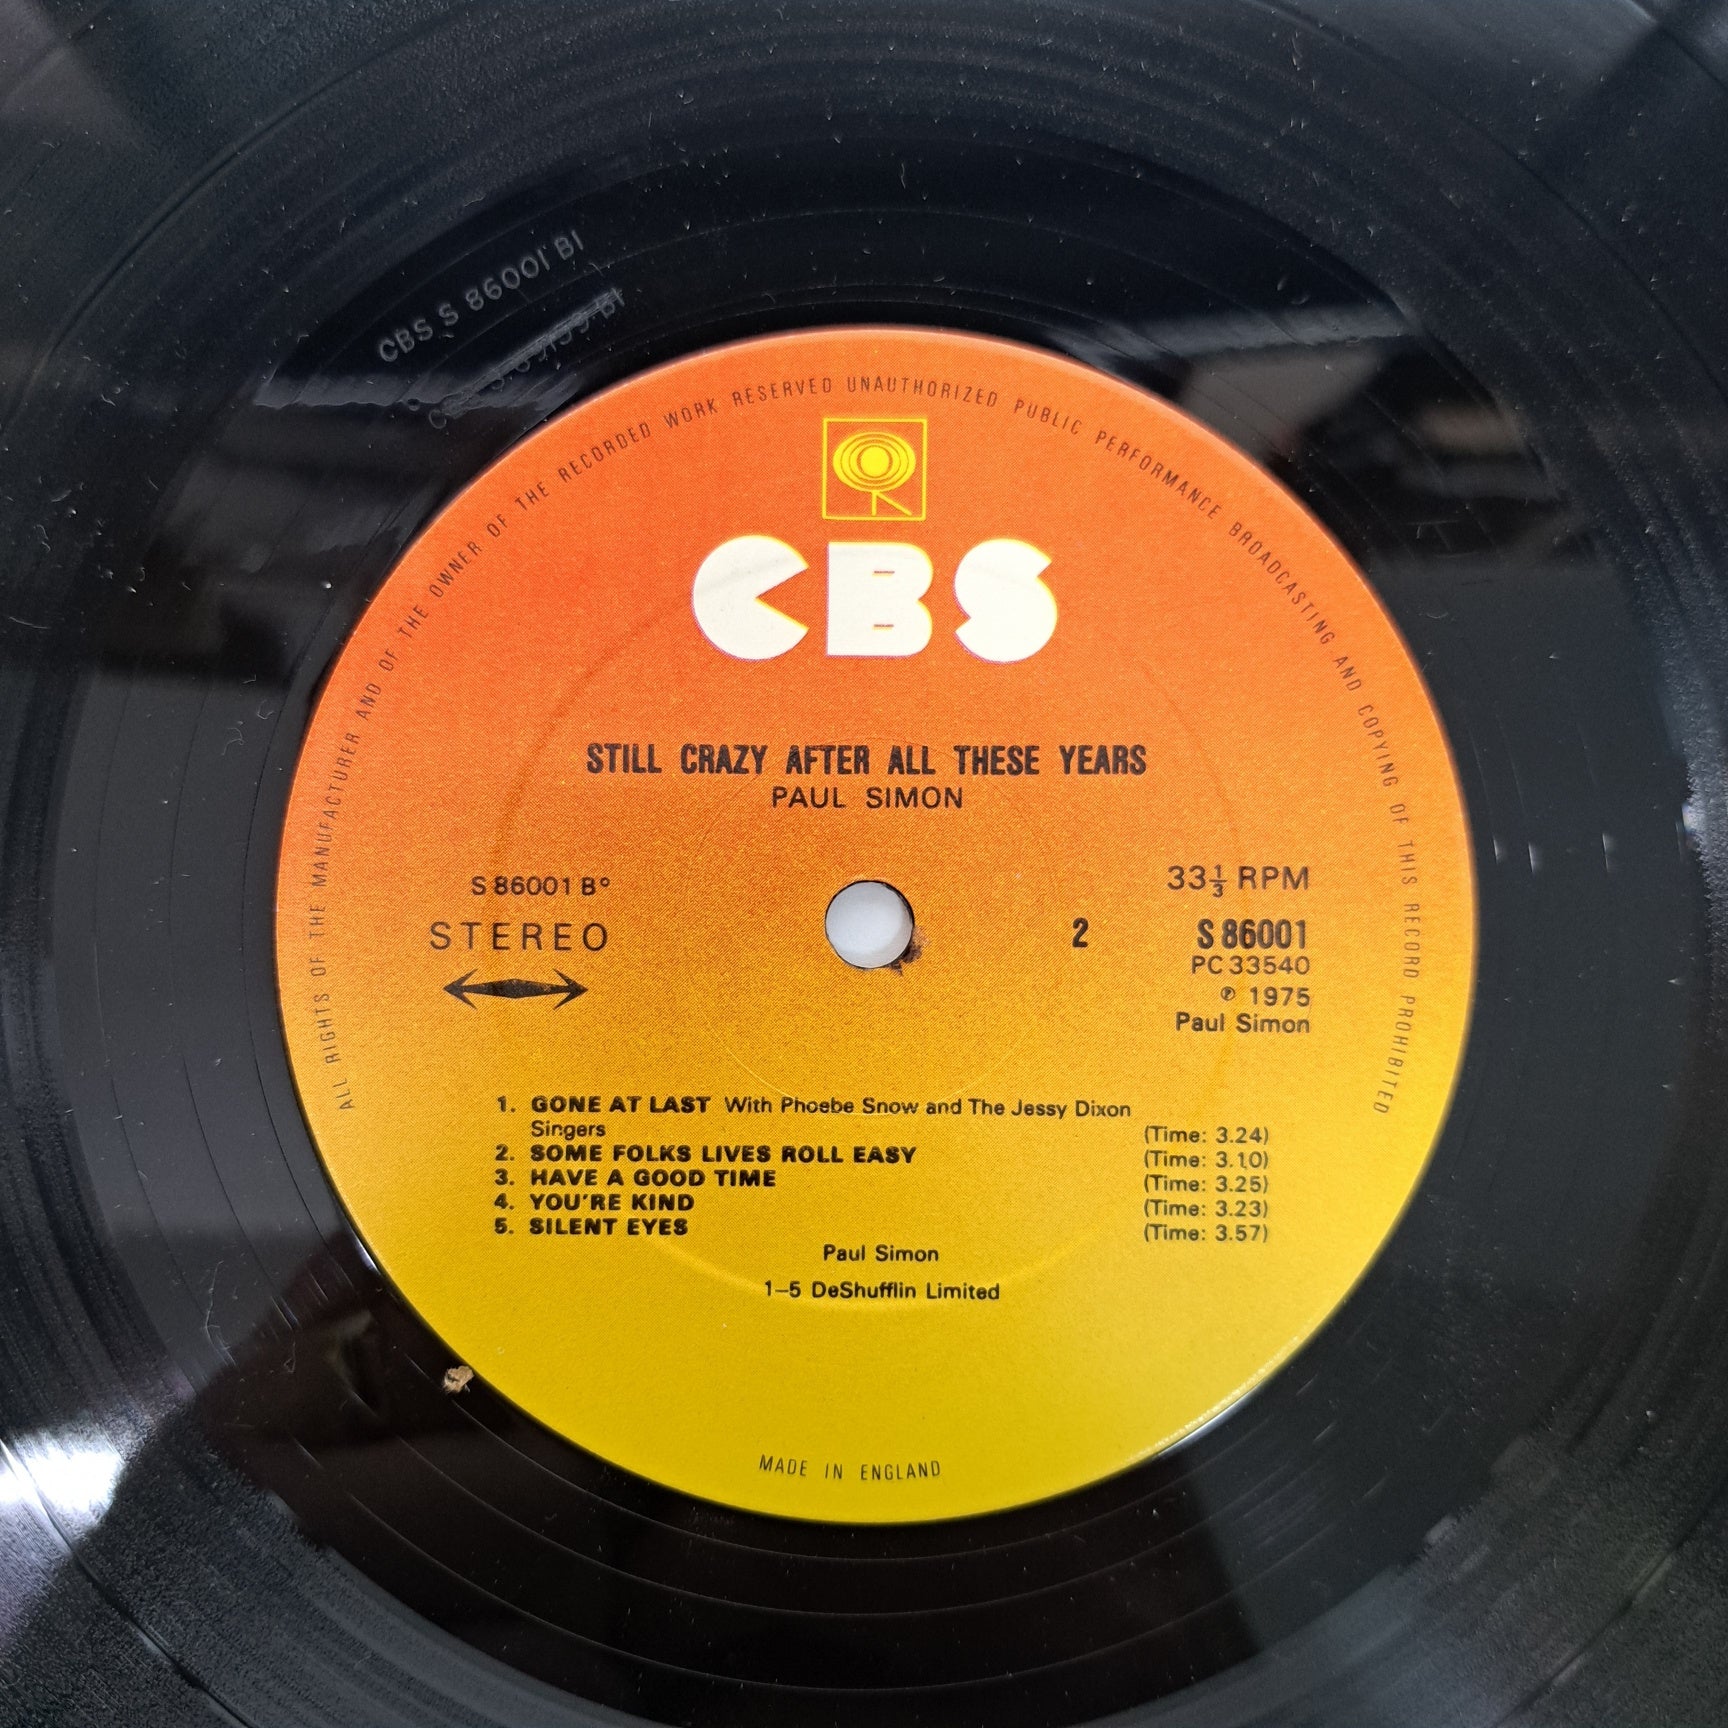 CBS S 86001 B1
ALL RIGHTS OF THE MANUFACTURER AND OF THE OWNER OF THE RECORDED WORK RESERVED UNAUTHORIZED PUBLIC PERFORMANCE BROADCASTING AND COPYING OF THIS RECORD PROHIBITED
CBS
STILL CRAZY AFTER ALL THESE YEARS
PAUL SIMON
S 86001 B°
STEREO
33⅓ RPM
2
S 86001
PC 33540
℗ 1975
Paul Simon
1. GONE AT LAST With Phoebe Snow and The Jessy Dixon
Singers (Time: 3.24)
2. SOME FOLKS LIVES ROLL EASY (Time: 3.10)
3. HAVE A GOOD TIME (Time: 3.25)
4. YOU'RE KIND (Time: 3.23)
5. SILENT EYES (Time: 3.57)
Paul Simon
1–5 DeShufflin Limited
MADE IN ENGLAND